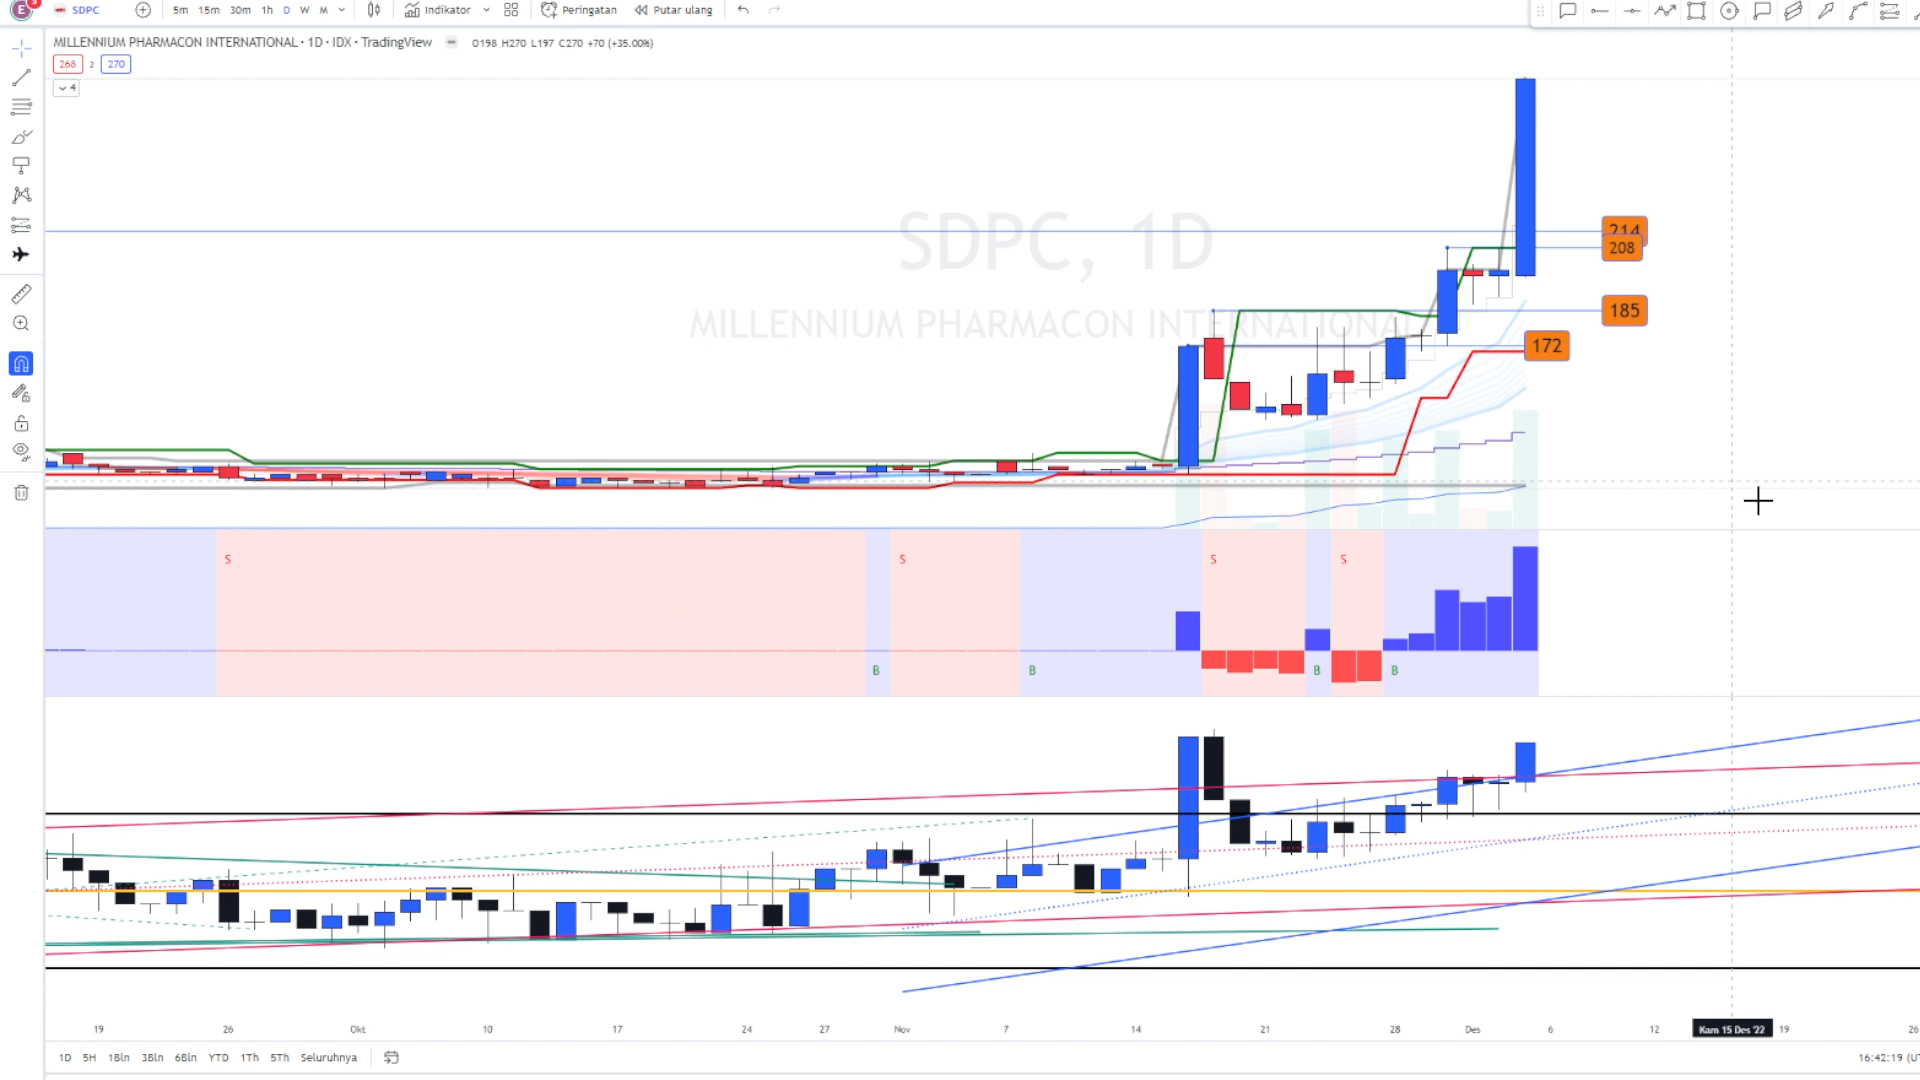 E 5 SDPC 5m 15m 30m 1h D W M Indikator Peringatan Putar ulang
MILLENNIUM PHARMACON INTERNATIONAL · 1D · IDX · TradingView O198 H270 L197 C270 +70 (+35.00%)
268 2 270
4
SDPC, 1D
MILLENNIUM PHARMACON INTERNATIONAL
214
208
185
172
S S S S
B B B B
19 26 Okt 10 17 24 27 Nov 7 14 21 28 Des 6 12 Kam 15 Des '22 19 26
1D 5H 1Bln 3Bln 6Bln YTD 1Th 5Th Seluruhnya 16:42:19 (UT